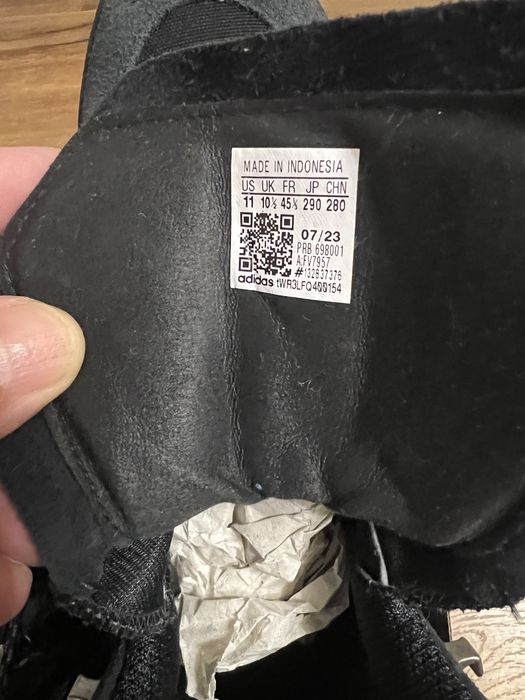 MADE IN INDONESIA
US UK FR JP CHN
11 10½ 45⅓ 290 280
07/23
PRB 698001
A:FV7957
#132837376
adidas tWR3LFQ400154